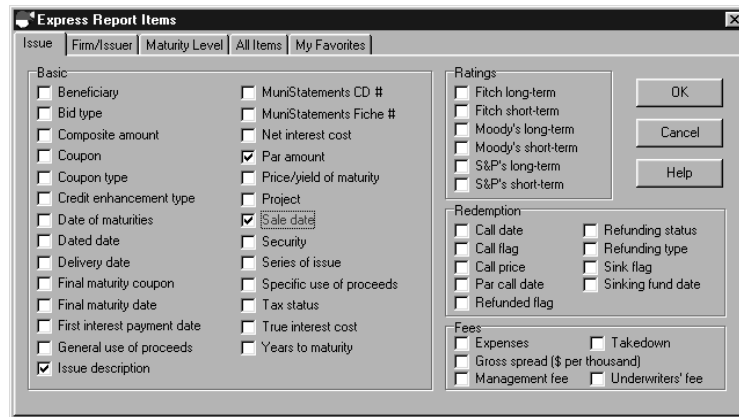 Express Report Items
Issue
Firm/Issuer
Maturity Level
All Items
My Favorites
Basic
Beneficiary
Bid type
Composite amount
Coupon
Coupon type
Credit enhancement type
Date of maturities
Dated date
Delivery date
Final maturity coupon
Final maturity date
First interest payment date
General use of proceeds
Issue description
MuniStatements CD #
MuniStatements Fiche #
Net interest cost
Par amount
Price/yield of maturity
Project
Sale date
Security
Series of issue
Specific use of proceeds
Tax status
True interest cost
Years to maturity
Ratings
Fitch long-term
Fitch short-term
Moody's long-term
Moody's short-term
S&P's long-term
S&P's short-term
OK
Cancel
Help
Redemption
Call date
Call flag
Call price
Par call date
Refunded flag
Refunding status
Refunding type
Sink flag
Sinking fund date
Fees
Expenses
Takedown
Gross spread ($ per thousand)
Management fee
Underwriters' fee